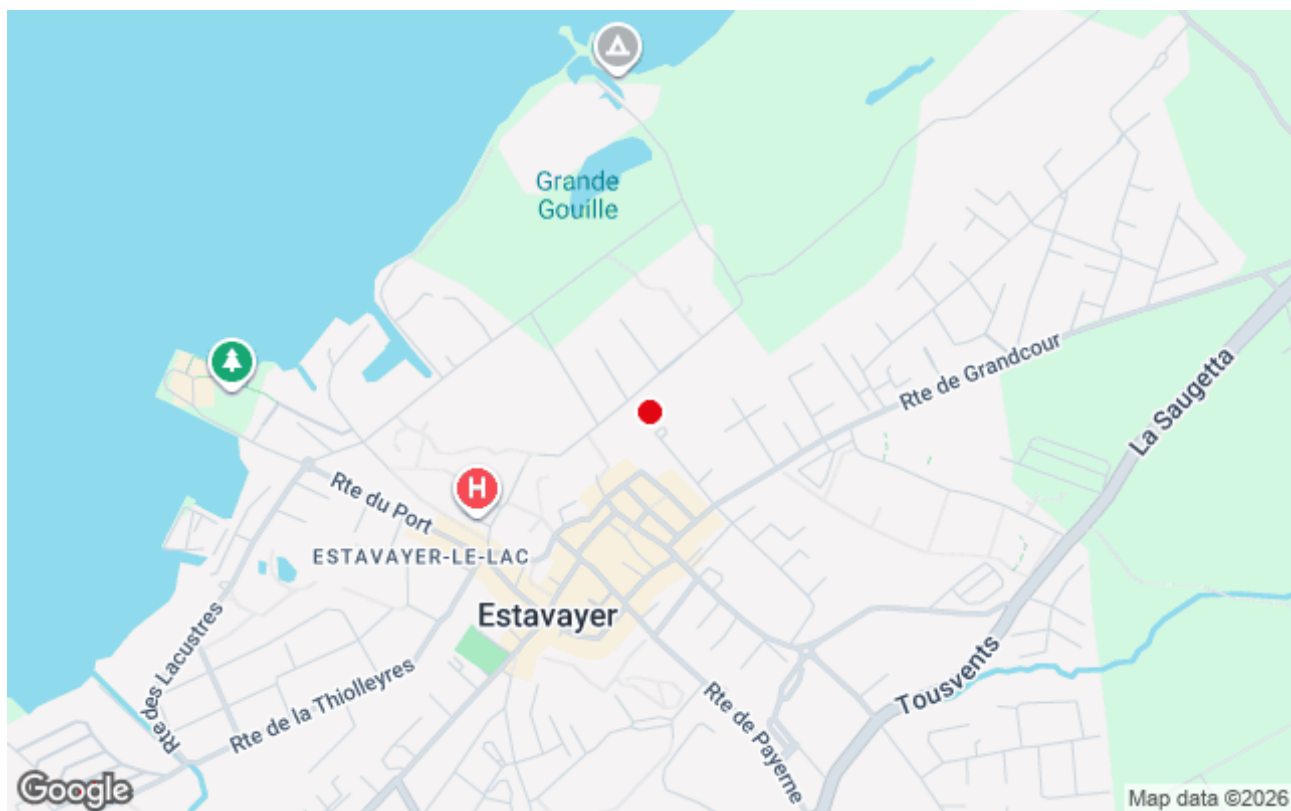 Grande
Gouille
Rte de Grandcour
La Saugetta
Rte du Port
H
ESTAVAYER-LE-LAC
Estavayer
Rte des Lacustres
Rte de la Thiolleyres
Tousvents
Rte de Payerne
Google
Map data ©2026